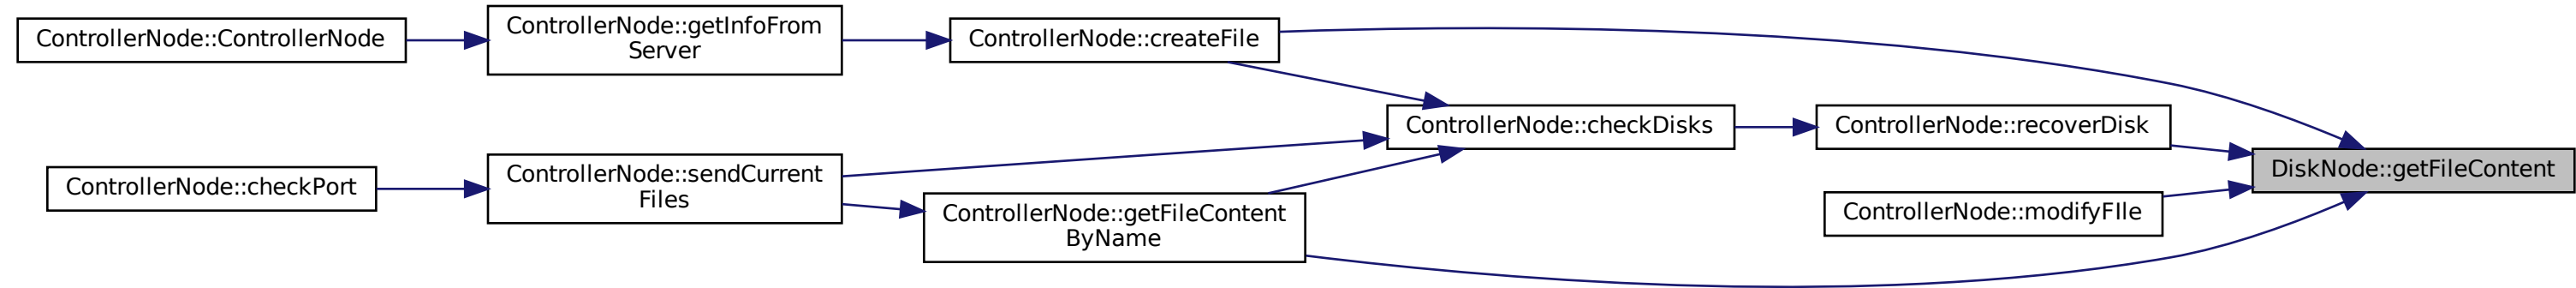 ControllerNode::ControllerNode
ControllerNode::getInfoFrom
Server
ControllerNode::createFile
ControllerNode::checkDisks
ControllerNode::recoverDisk
DiskNode::getFileContent
ControllerNode::checkPort
ControllerNode::sendCurrent
Files
ControllerNode::getFileContent
ByName
ControllerNode::modifyFIle